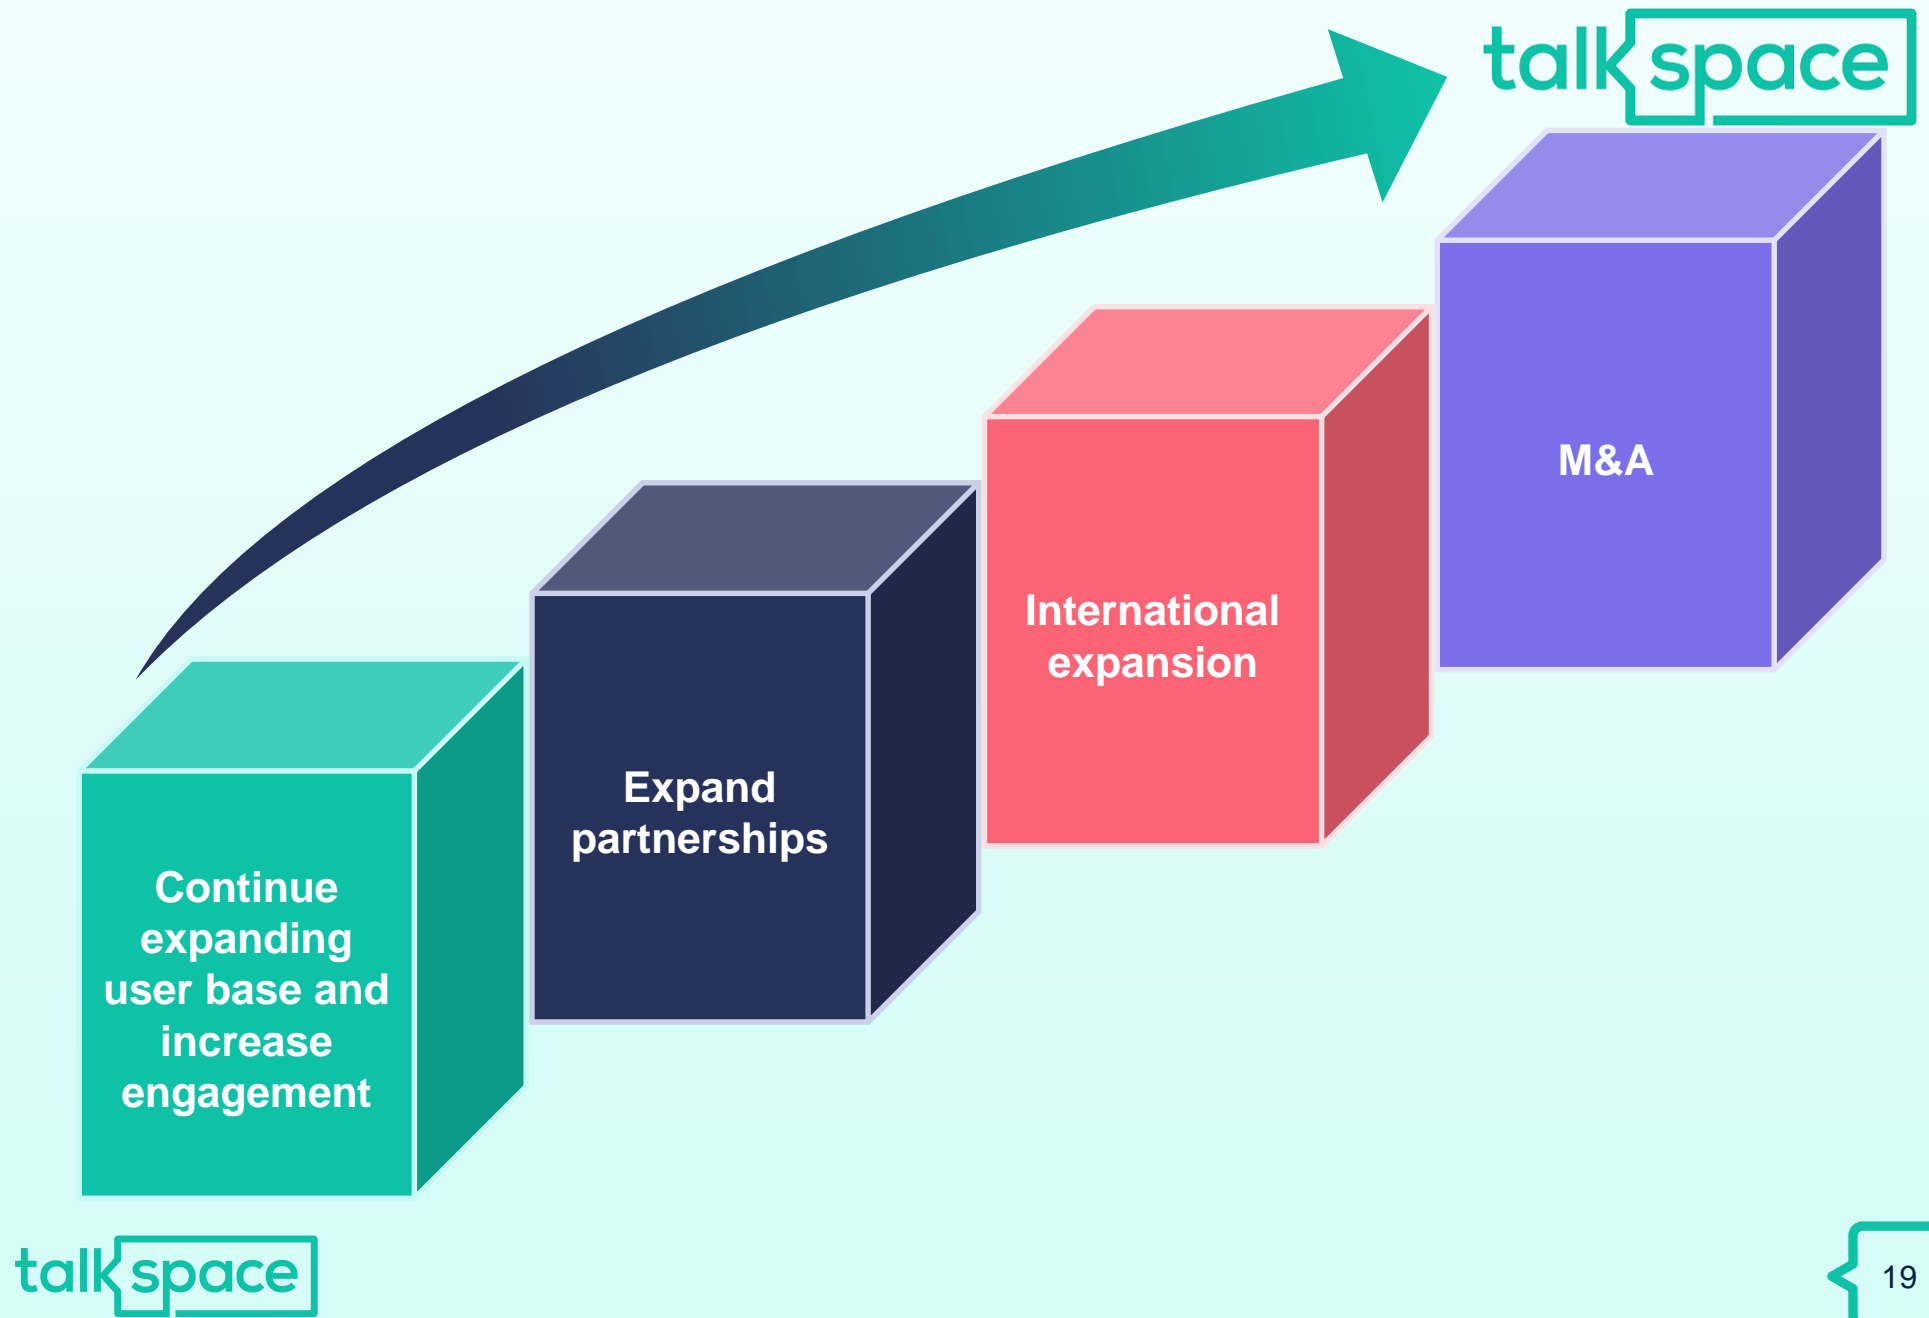 talkspace
M&A
International
expansion
Expand
partnerships
Continue
expanding
user base and
increase
engagement
talkspace
19